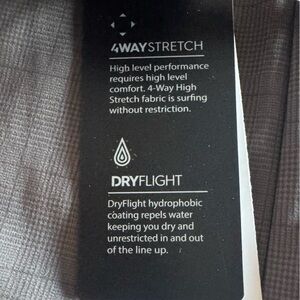 4WAYSTRETCH
High level performance
requires high level
comfort. 4-Way High
Stretch fabric is surfing
without restriction.
DRYFLIGHT
DryFlight hydrophobic
coating repels water
keeping you dry and
unrestricted in and out
of the line up.